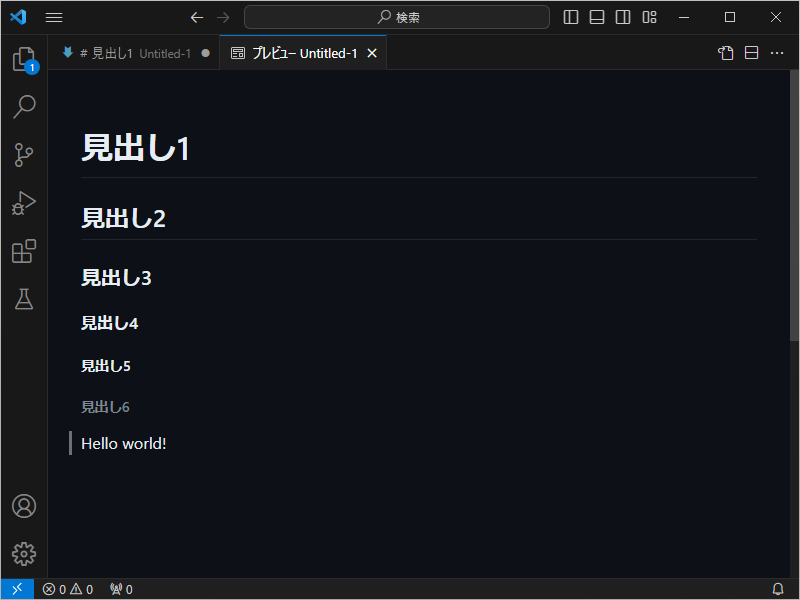 検索
1
# 見出し1 Untitled-1
プレビュー Untitled-1
見出し1
見出し2
見出し3
見出し4
見出し5
見出し6
Hello world!
0 0 0